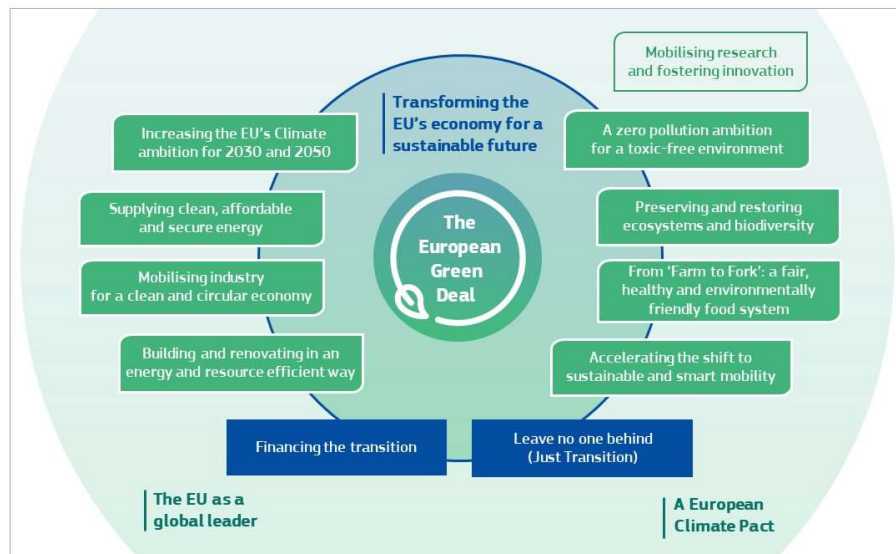 Mobilising research
and fostering innovation
Transforming the
EU's economy for a
sustainable future
Increasing the EU's Climate
ambition for 2030 and 2050
A zero pollution ambition
for a toxic-free environment
Supplying clean, affordable
and secure energy
Preserving and restoring
ecosystems and biodiversity
The
European
Green
Deal
Mobilising industry
for a clean and circular economy
From ‘Farm to Fork’: a fair,
healthy and environmentally
friendly food system
Building and renovating in an
energy and resource efficient way
Accelerating the shift to
sustainable and smart mobility
Financing the transition
Leave no one behind
(Just Transition)
The EU as a
global leader
A European
Climate Pact